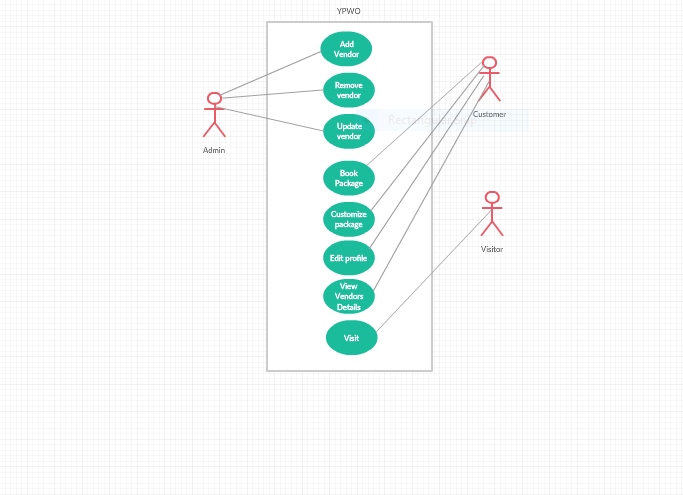 YPWO
Add
Vendor
Remove
vendor
Update
vendor
Book
Package
Customize
package
Edit profile
View
Vendors
Details
Visit
Admin
Customer
Visitor